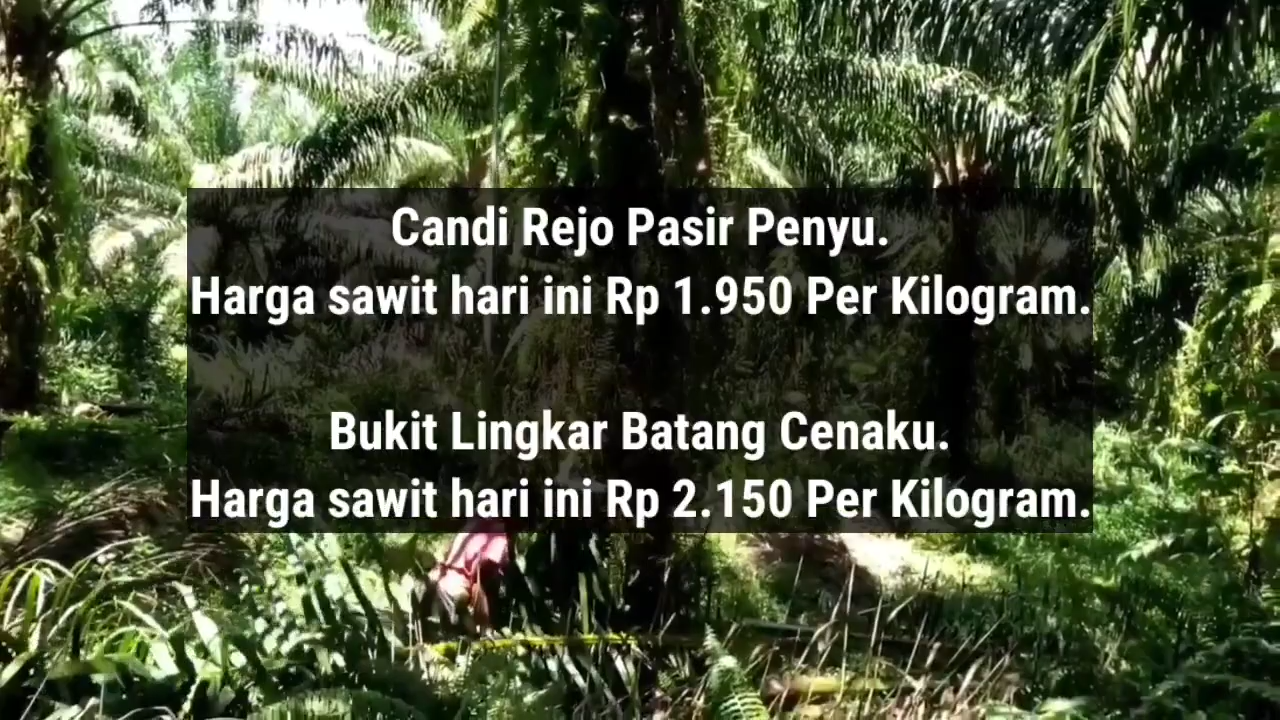 Candi Rejo Pasir Penyu.
Harga sawit hari ini Rp 1.950 Per Kilogram.
Bukit Lingkar Batang Cenaku.
Harga sawit hari ini Rp 2.150 Per Kilogram.